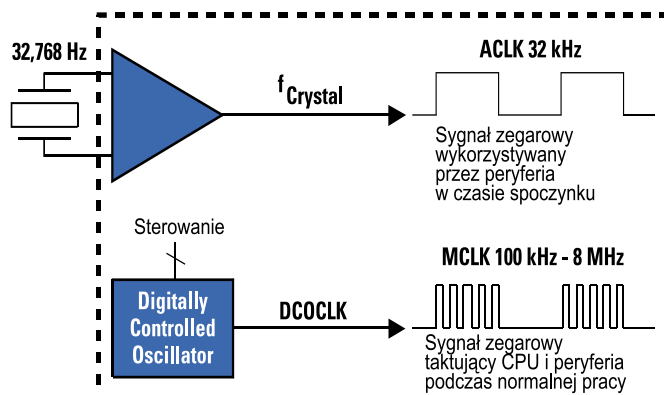 32,768 Hz
f Crystal
ACLK 32 kHz
Sygnał zegarowy
wykorzystywany
przez peryferia
w czasie spoczynku
Sterowanie
Digitally
Controlled
Oscillator
DCOCLK
MCLK 100 kHz - 8 MHz
Sygnał zegarowy
taktujący CPU i peryferia
podczas normalnej pracy